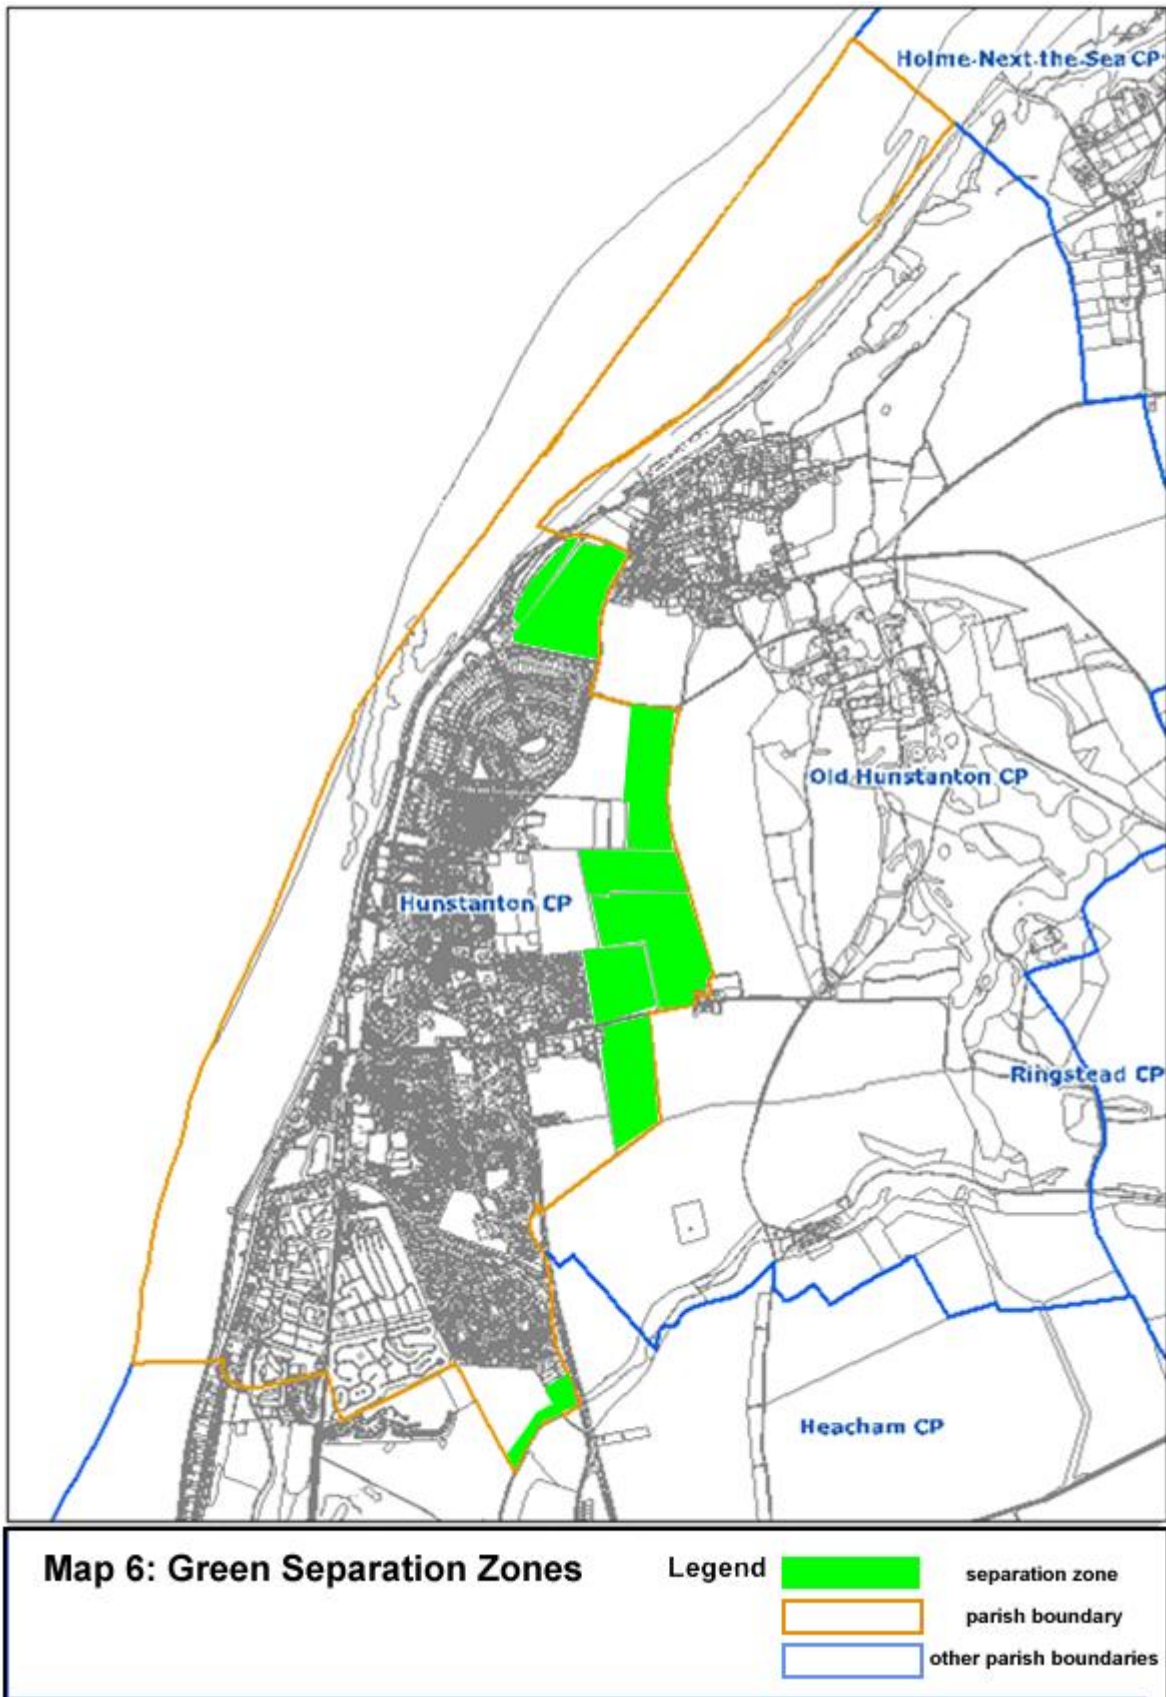 Holme-Next-the-Sea CP
Old Hunstanton CP
Hunstanton CP
Ringstead CP
Heacham CP
Map 6: Green Separation Zones
Legend
separation zone
parish boundary
other parish boundaries